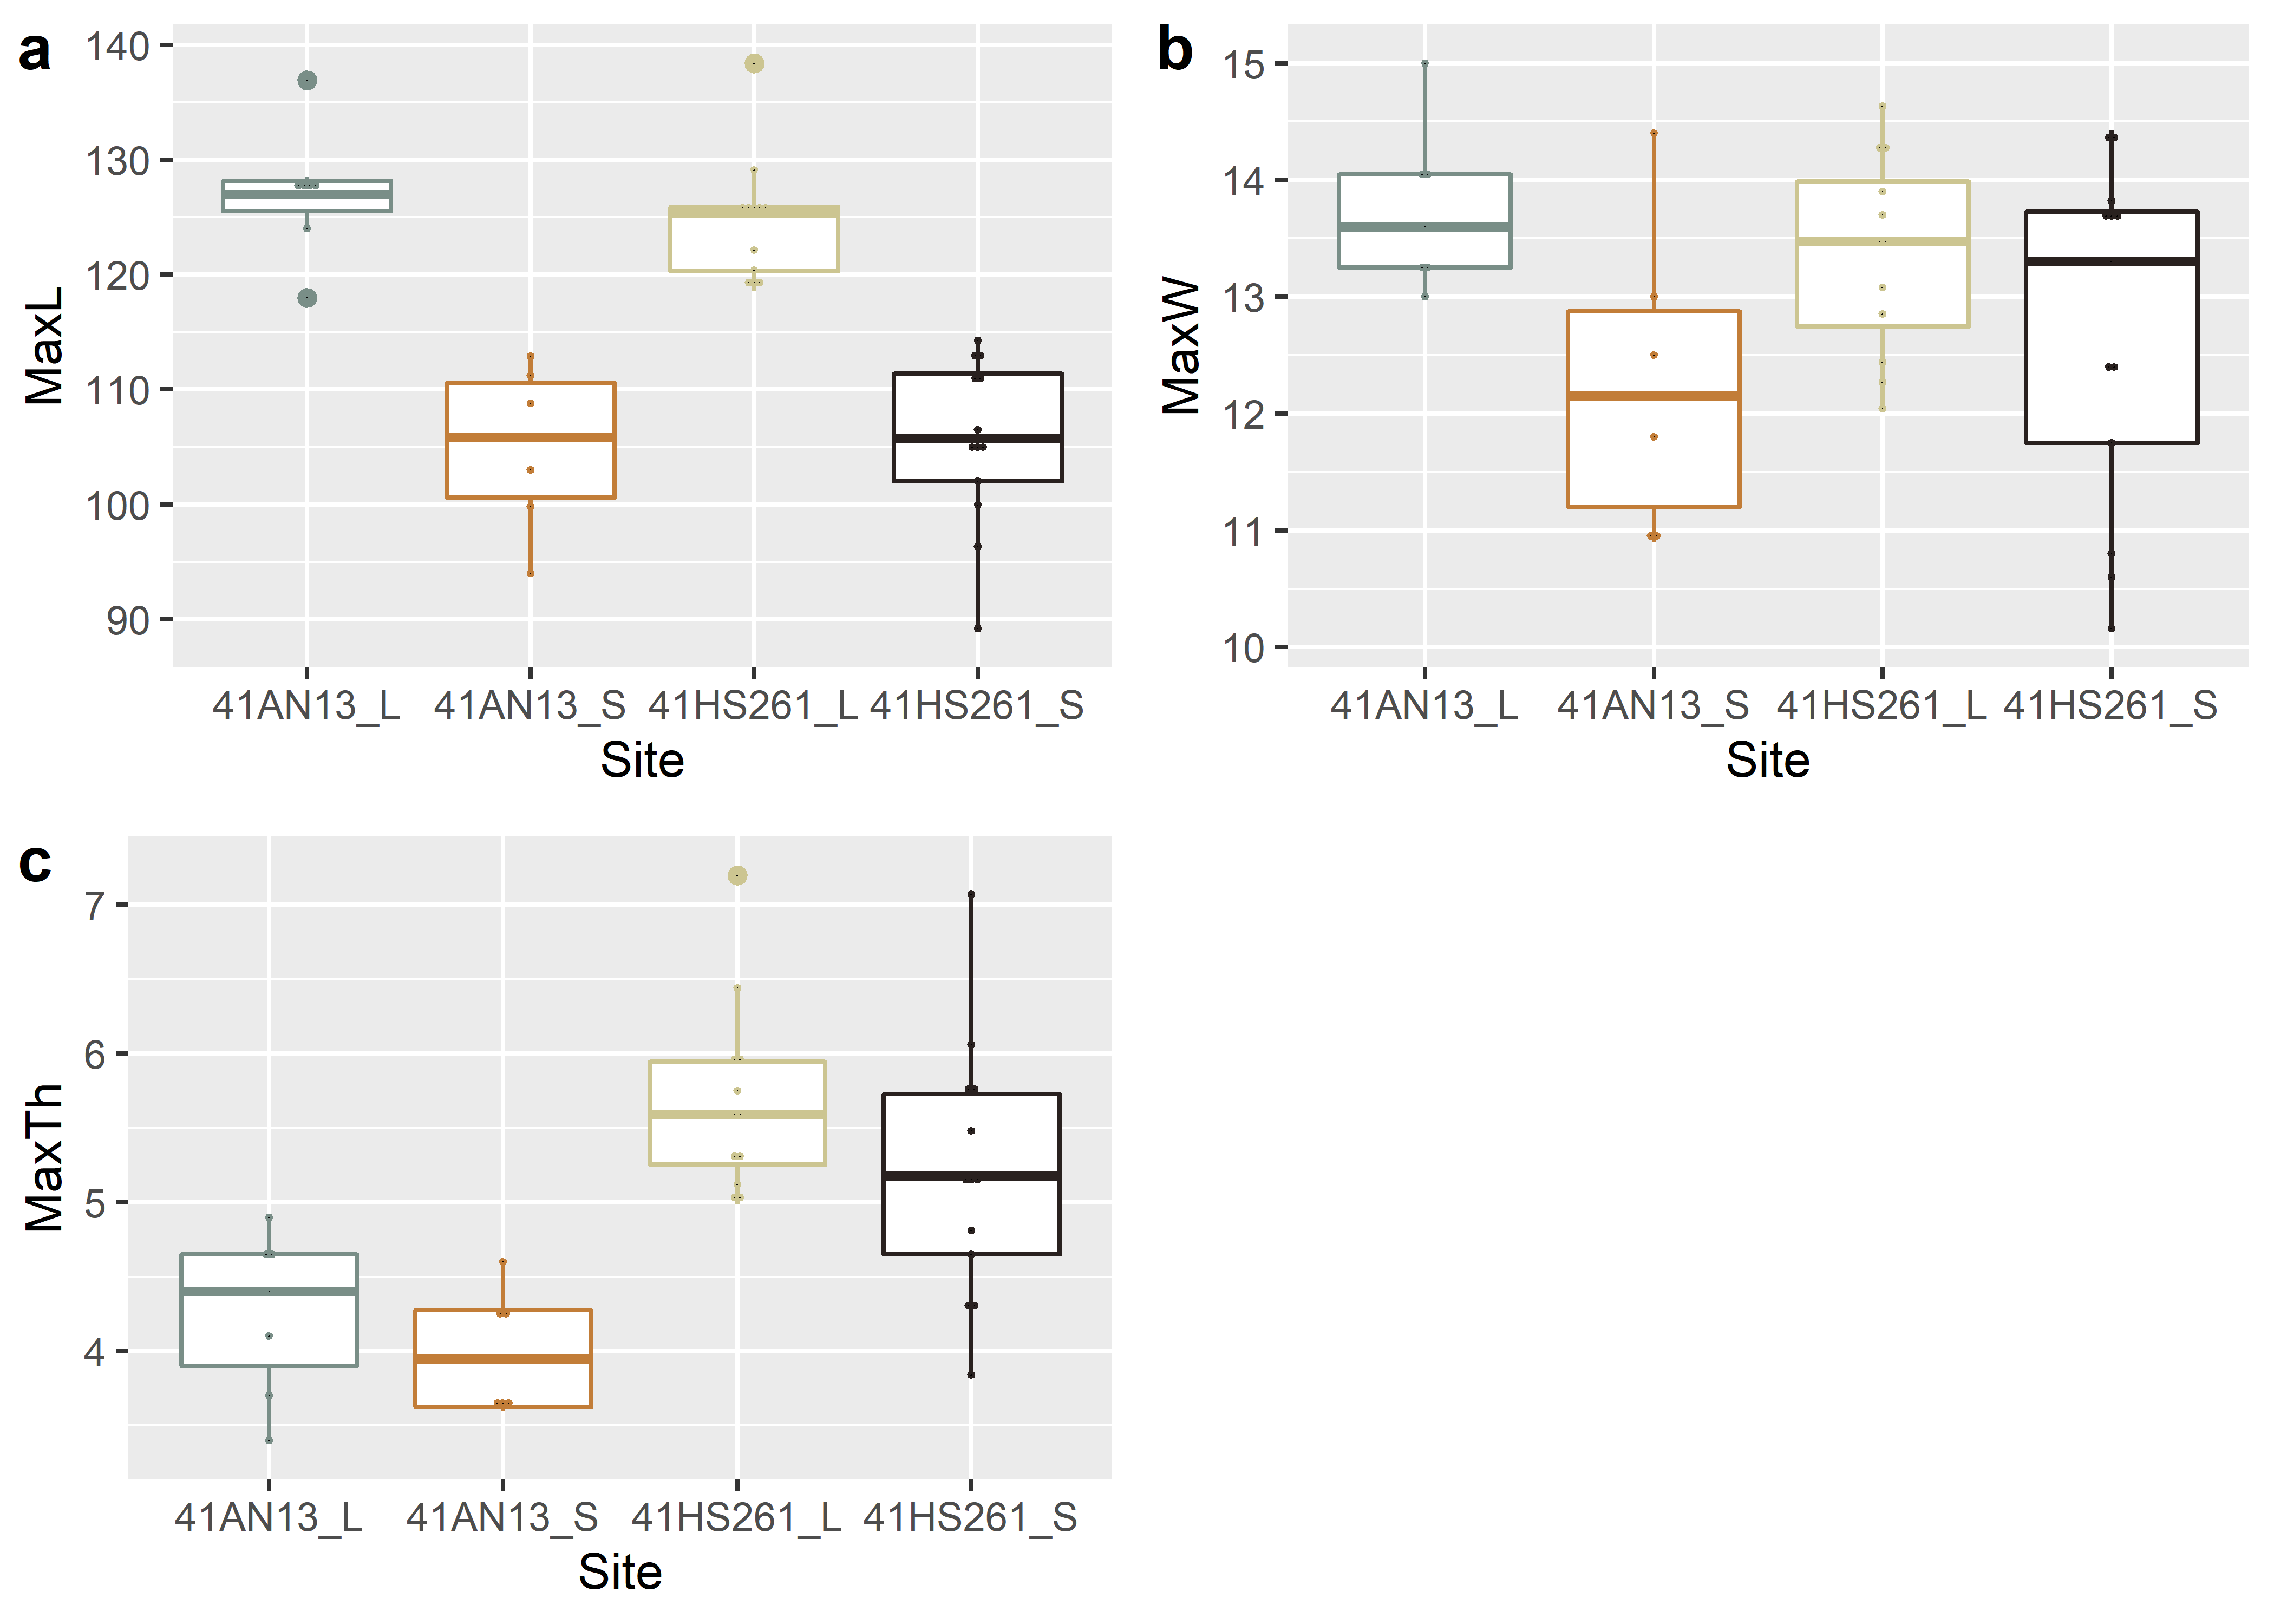 a
MaxL
140
130
120
110
100
90
41AN13_L 41AN13_S 41HS261_L 41HS261_S
Site
b
MaxW
15
14
13
12
11
10
41AN13_L 41AN13_S 41HS261_L 41HS261_S
Site
c
MaxTh
7
6
5
4
41AN13_L 41AN13_S 41HS261_L 41HS261_S
Site